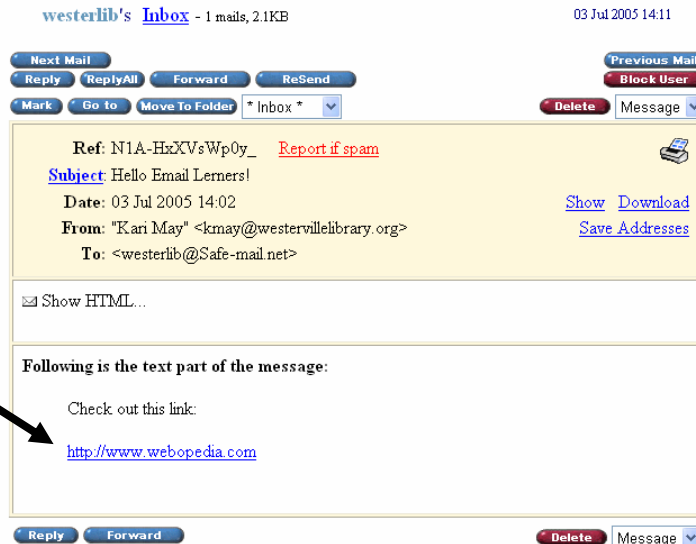 westerlib's Inbox - 1 mails, 2.1KB 03 Jul 2005 14:11
Next Mail Previous Mail
Reply ReplyAll Forward ReSend Block User
Mark Go to Move To Folder * Inbox * Delete Message
Ref: N1A-HxXVsWp0y_ Report if spam
Subject: Hello Email Lerners!
Date: 03 Jul 2005 14:02 Show Download
From: "Kari May" <kmay@westervillelibrary.org> Save Addresses
To: <westerlib@Safe-mail.net>
Show HTML...
Following is the text part of the message:
Check out this link:
http://www.webopedia.com
Reply Forward Delete Message